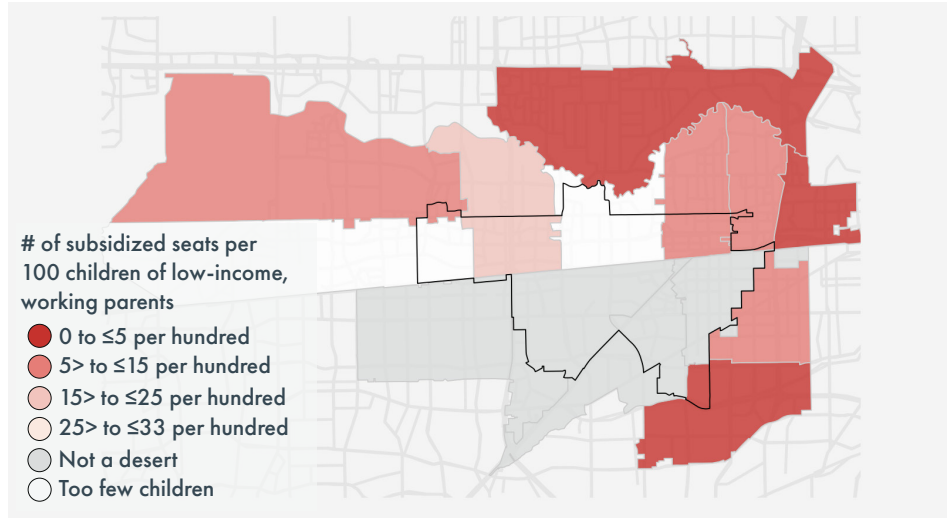 # of subsidized seats per
100 children of low-income,
working parents
0 to ≤5 per hundred
5> to ≤15 per hundred
15> to ≤25 per hundred
25> to ≤33 per hundred
Not a desert
Too few children